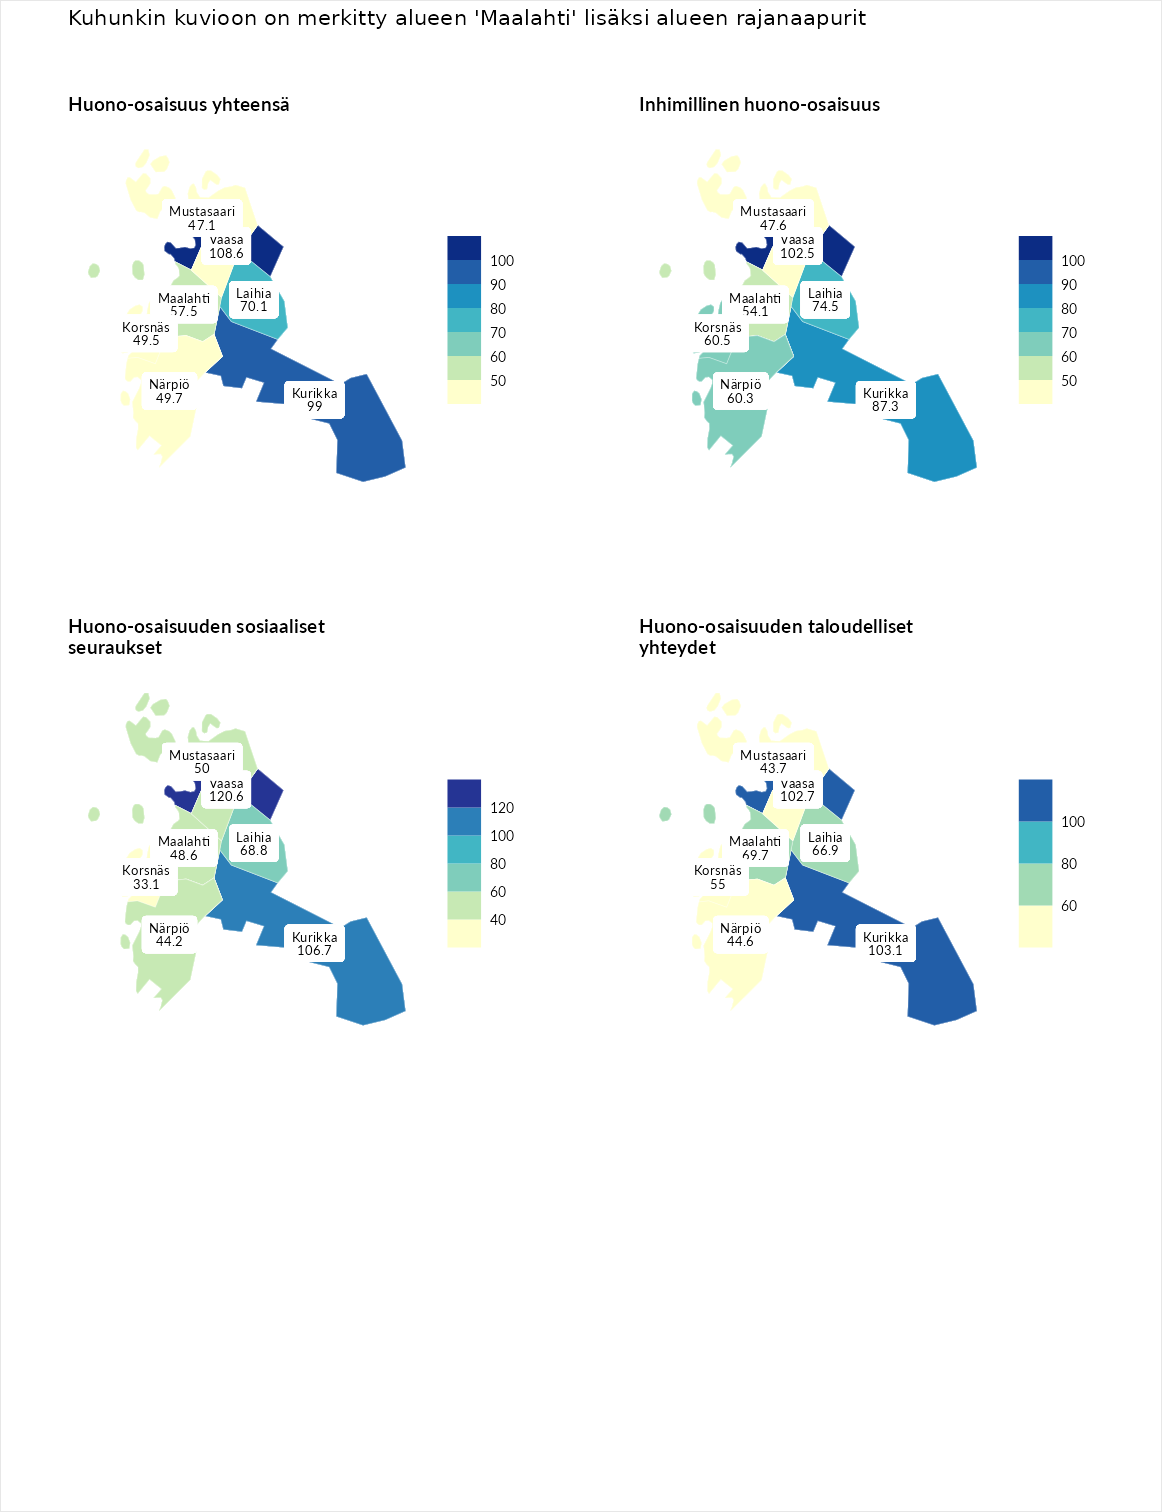 Kuhunkin kuvioon on merkitty alueen 'Maalahti' lisäksi alueen rajanaapurit
Huono-osaisuus yhteensä
Mustasaari
47.1
Vaasa
108.6
Maalahti
57.5
Laihia
70.1
Korsnäs
49.5
Närpiö
49.7
Kurikka
99
100
90
80
70
60
50
Inhimillinen huono-osaisuus
Mustasaari
47.6
Vaasa
102.5
Maalahti
54.1
Laihia
74.5
Korsnäs
60.5
Närpiö
60.3
Kurikka
87.3
100
90
80
70
60
50
Huono-osaisuuden sosiaaliset
seuraukset
Mustasaari
50
Vaasa
120.6
Maalahti
48.6
Laihia
68.8
Korsnäs
33.1
Närpiö
44.2
Kurikka
106.7
120
100
80
60
40
Huono-osaisuuden taloudelliset
yhteydet
Mustasaari
43.7
Vaasa
102.7
Maalahti
69.7
Laihia
66.9
Korsnäs
55
Närpiö
44.6
Kurikka
103.1
100
80
60